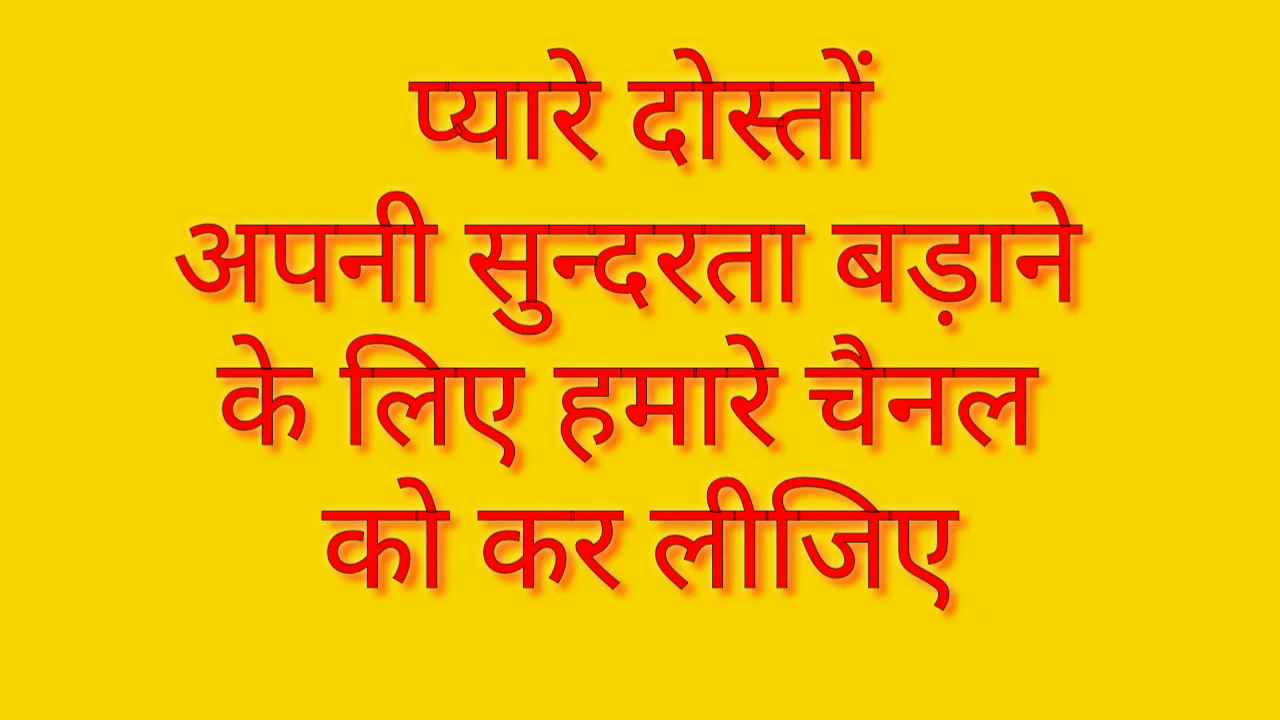 प्यारे दोस्तों
अपनी सुन्दरता बड़ाने
के लिए हमारे चैनल
को कर लीजिए